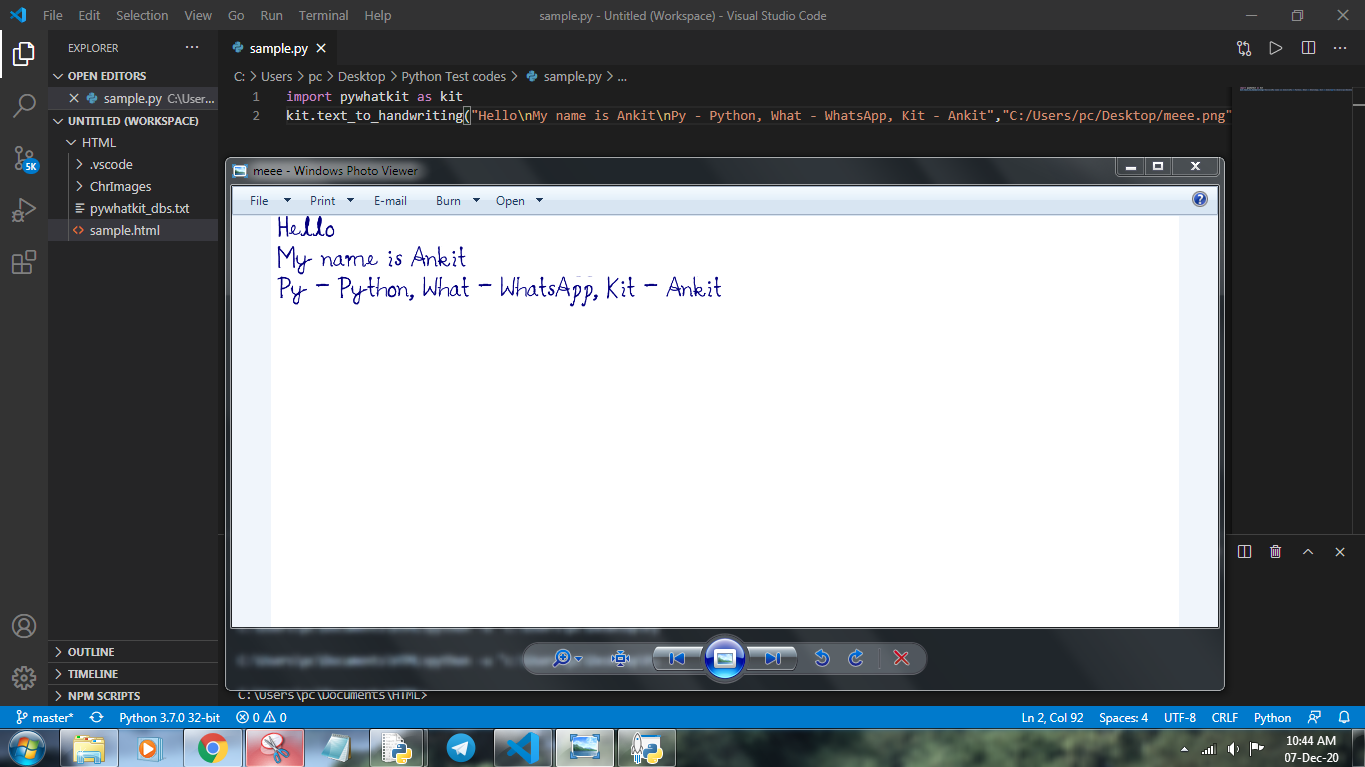 File Edit Selection View Go Run Terminal Help sample.py - Untitled (Workspace) - Visual Studio Code
EXPLORER ··· sample.py
OPEN EDITORS
sample.py C:\User...
UNTITLED (WORKSPACE)
HTML
.vscode
ChrImages
pywhatkit_dbs.txt
sample.html
5K
C: > Users > pc > Desktop > Python Test codes > sample.py > ...
1 import pywhatkit as kit
2 kit.text_to_handwriting("Hello\nMy name is Ankit\nPy - Python, What - WhatsApp, Kit - Ankit","C:/Users/pc/Desktop/meee.png"
meee - Windows Photo Viewer
File Print E-mail Burn Open
Hello
My name is Ankit
Py - Python, What - WhatsApp, Kit - Ankit
C:\Users\pc\Documents\HTML>
OUTLINE
TIMELINE
NPM SCRIPTS
master* Python 3.7.0 32-bit 0 0 Ln 2, Col 92 Spaces: 4 UTF-8 CRLF Python
10:44 AM
07-Dec-20